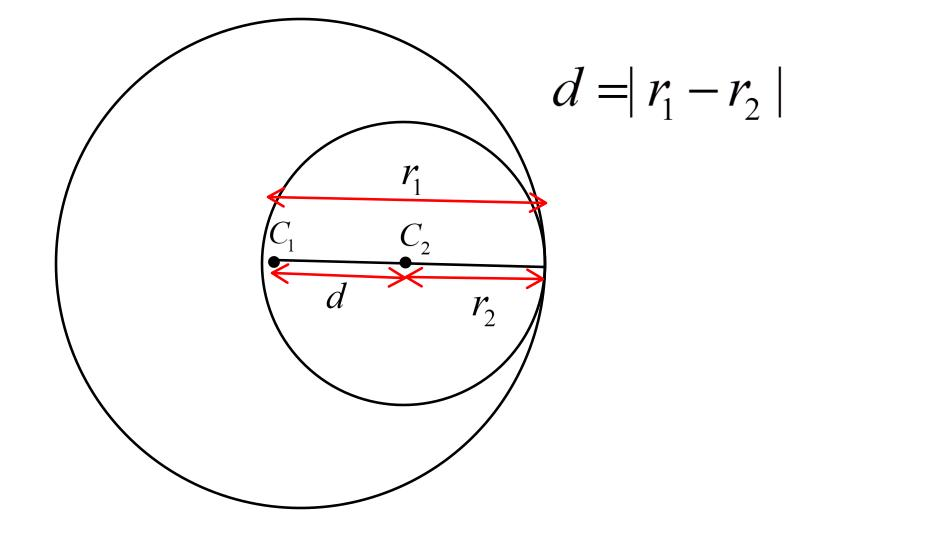 d =| r₁ − r₂ |
r₁
C₁ C₂
d r₂